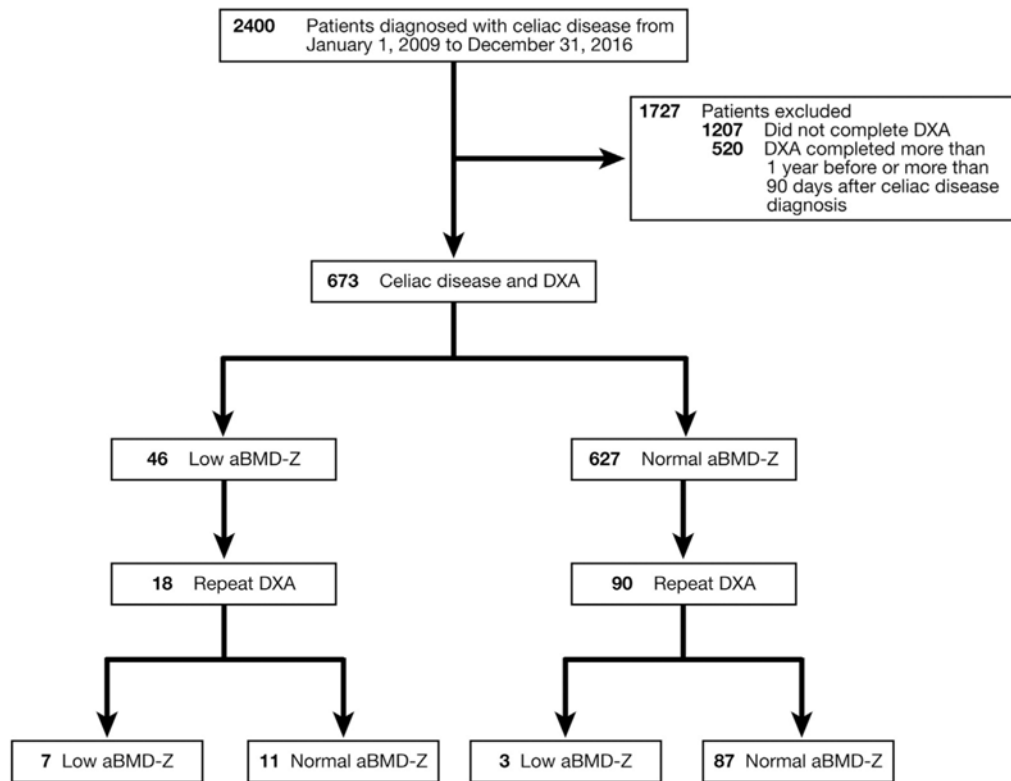 2400 Patients diagnosed with celiac disease from
January 1, 2009 to December 31, 2016
1727 Patients excluded
1207 Did not complete DXA
520 DXA completed more than
1 year before or more than
90 days after celiac disease
diagnosis
673 Celiac disease and DXA
46 Low aBMD-Z
627 Normal aBMD-Z
18 Repeat DXA
90 Repeat DXA
7 Low aBMD-Z
11 Normal aBMD-Z
3 Low aBMD-Z
87 Normal aBMD-Z